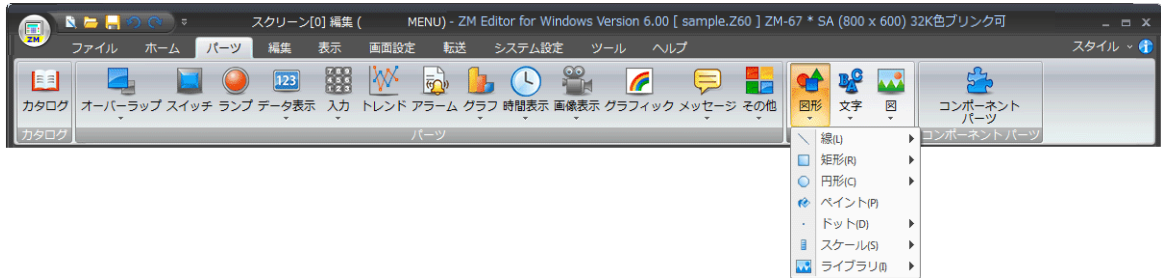 スクリーン[0] 編集 ( MENU) - ZM Editor for Windows Version 6.00 [ sample.Z60 ] ZM-67 * SA (800 x 600) 32K色ブリンク可
ZM
ファイル ホーム パーツ 編集 表示 画面設定 転送 システム設定 ツール ヘルプ スタイル
カタログ オーバーラップ スイッチ ランプ データ表示 入力 トレンド アラーム グラフ 時間表示 画像表示 グラフィック メッセージ その他 図形 文字 図 コンポーネント
パーツ
カタログ パーツ コンポーネント パーツ
線(L)
矩形(R)
円形(C)
ペイント(P)
ドット(D)
スケール(S)
ライブラリ(I)